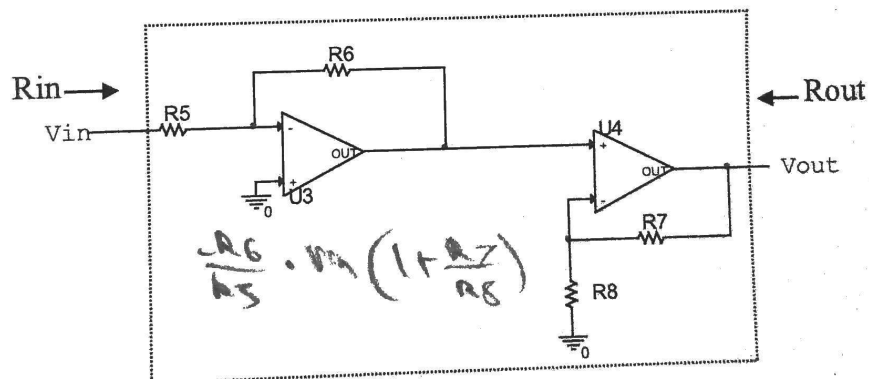 R6
Rin
R5
Vin
-
OUT
+
0
U3
U4
+
OUT
-
Rout
Vout
R7
R8
0
-R6/R5 · Vin (1+ R7/R8)